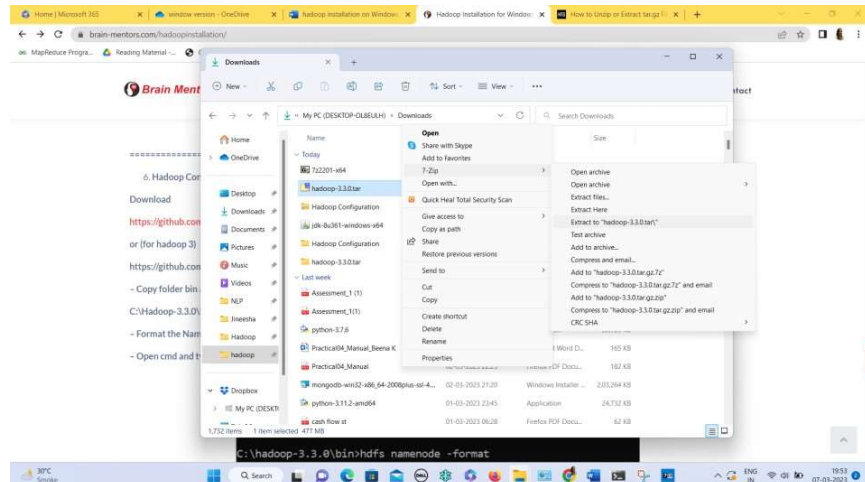 Home | Microsoft 365
window version - OneDrive
hadoop installation on Window
Hadoop Installation for Window
How to Unzip or Extract tar.gz Fi
brain-mentors.com/hadoopinstallation/
MapReduce Progra...
Reading Material -...
Brain Ment
ntact
=============
6. Hadoop Con
Download
https://github.con
or (for hadoop 3)
https://github.con
– Copy folder bin
C:\Hadoop-3.3.0\
– Format the Nam
– Open cmd and t
Downloads
New
Sort
View
My PC (DESKTOP-OL8EULH)
Downloads
Search Downloads
Home
OneDrive
Desktop
Downloads
Documents
Pictures
Music
Videos
NLP
Jineesha
Hadoop
hadoop
Dropbox
My PC (DESKT
Name
Size
Today
7z2201-x64
hadoop-3.3.0.tar
Hadoop Configuration
jdk-8u361-windows-x64
Hadoop Configuration
hadoop-3.3.0.tar
Last week
Assessment_1 (1)
Assessment_1(1)
python-3.7.6
Practical04_Manual_Beena K
Word D... 165 KB
Practical04_Manual
Firefox PDF Docu... 182 KB
mongodb-win32-x86_64-2008plus-ssl-4... 02-03-2023 21:20 Windows Installer ... 2,03,264 KB
python-3.11.2-amd64 01-03-2023 23:45 Application 24,732 KB
cash flow st 01-03-2023 06:28 Firefox PDF Docu... 62 KB
1,732 items
1 item selected 477 MB
Open
Share with Skype
Add to Favorites
7-Zip
Open with...
Quick Heal Total Security Scan
Give access to
Copy as path
Share
Restore previous versions
Send to
Cut
Copy
Create shortcut
Delete
Rename
Properties
Open archive
Open archive
Extract files...
Extract Here
Extract to "hadoop-3.3.0.tar\"
Test archive
Add to archive...
Compress and email...
Add to "hadoop-3.3.0.tar.gz.7z"
Compress to "hadoop-3.3.0.tar.gz.7z" and email
Add to "hadoop-3.3.0.tar.gz.zip"
Compress to "hadoop-3.3.0.tar.gz.zip" and email
CRC SHA
C:\hadoop-3.3.0\bin>hdfs namenode -format
30°C
Smoke
Search
ENG
IN
19:53
07-03-2023